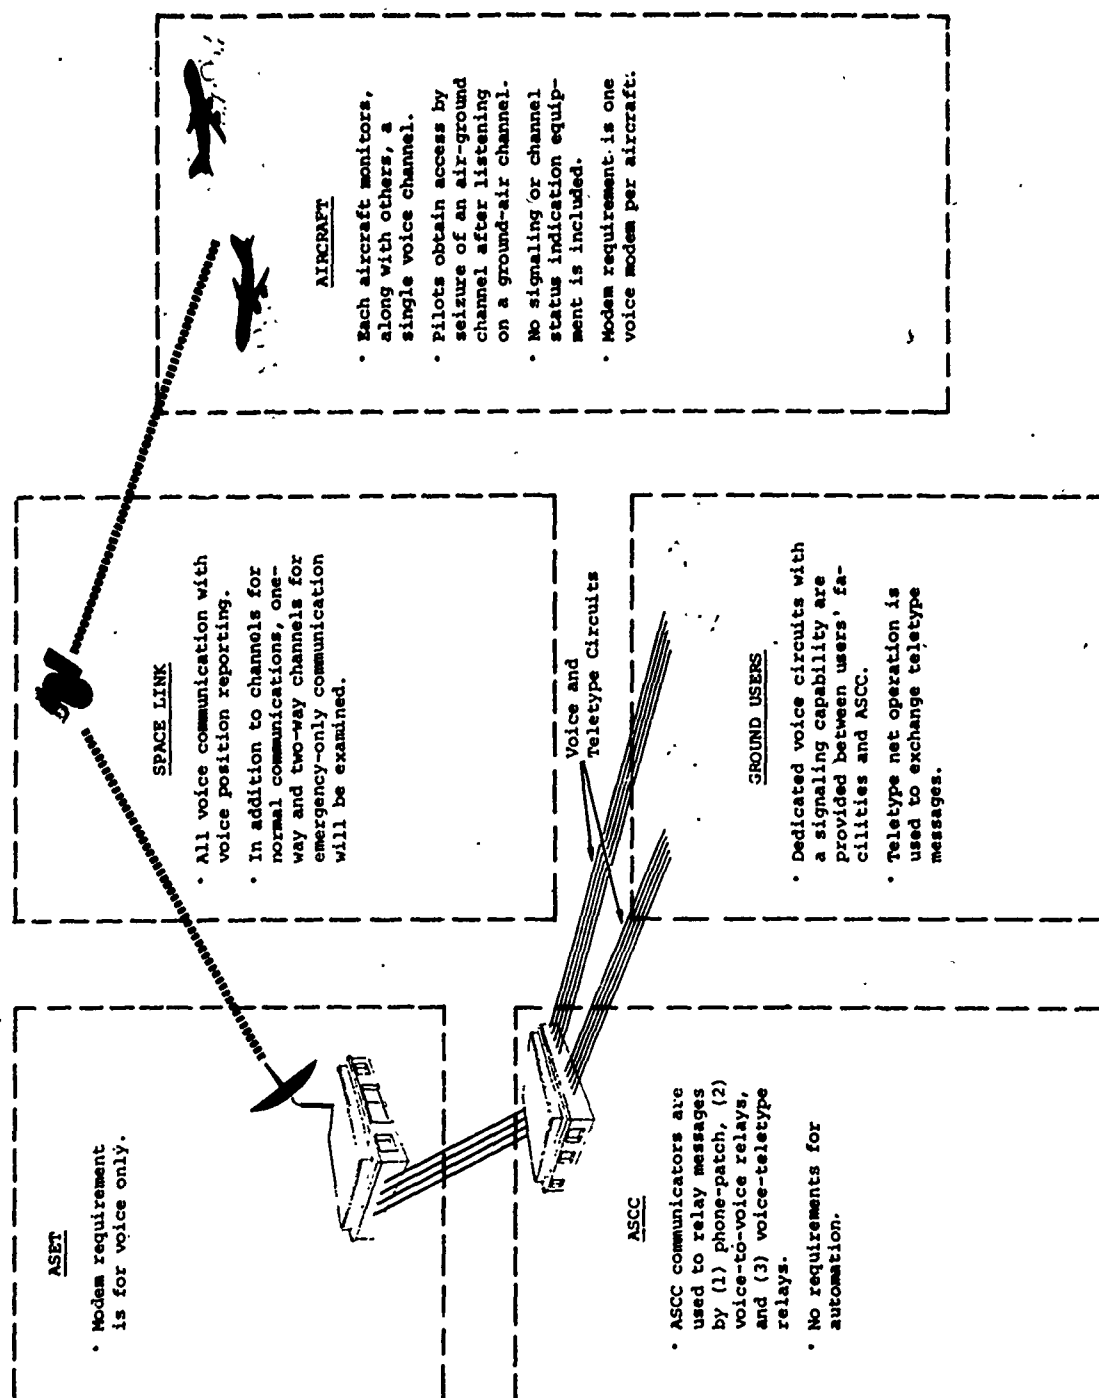 ASET
• Modem requirement
is for voice only.
SPACE LINK
• All voice communication with
voice position reporting.
• In addition to channels for
normal communications, one-
way and two-way channels for
emergency-only communication
will be examined.
AIRCRAFT
• Each aircraft monitors,
along with others, a
single voice channel.
• Pilots obtain access by
seizure of an air-ground
channel after listening
on a ground-air channel.
• No signaling or channel
status indication equip-
ment is included.
• Modem requirement is one
voice modem per aircraft.
Voice and
Teletype Circuits
ASCC
• ASCC communicators are
used to relay messages
by (1) phone-patch, (2)
voice-to-voice relays,
and (3) voice-teletype
relays.
• No requirements for
automation.
GROUND USERS
• Dedicated voice circuits with
a signaling capability are
provided between users' fa-
cilities and ASCC.
• Teletype net operation is
used to exchange teletype
messages.